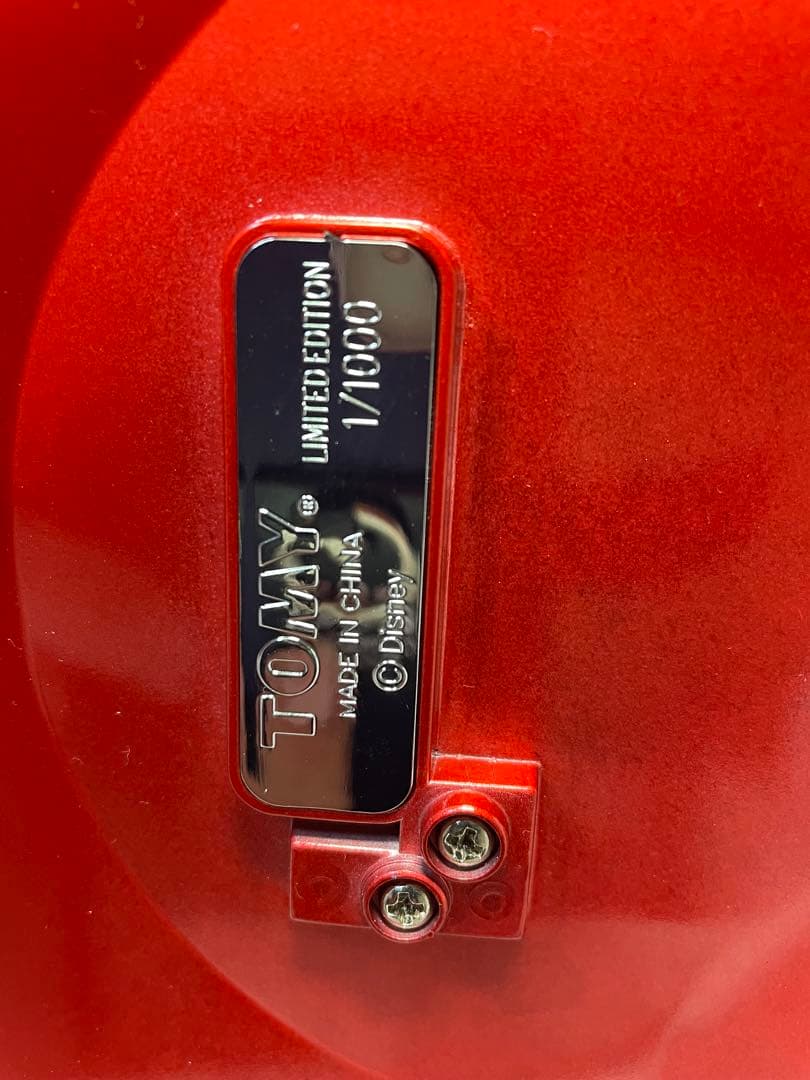 TOMY®
MADE IN CHINA
© Disney
LIMITED EDITION
1/1000